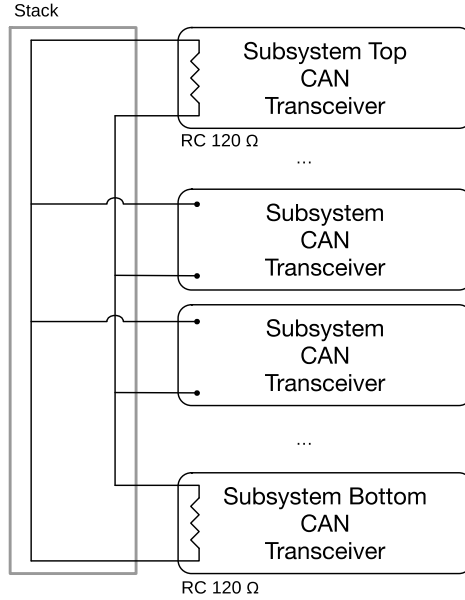 Stack
Subsystem Top
CAN
Transceiver
RC 120 Ω
...
Subsystem
CAN
Transceiver
Subsystem
CAN
Transceiver
...
Subsystem Bottom
CAN
Transceiver
RC 120 Ω